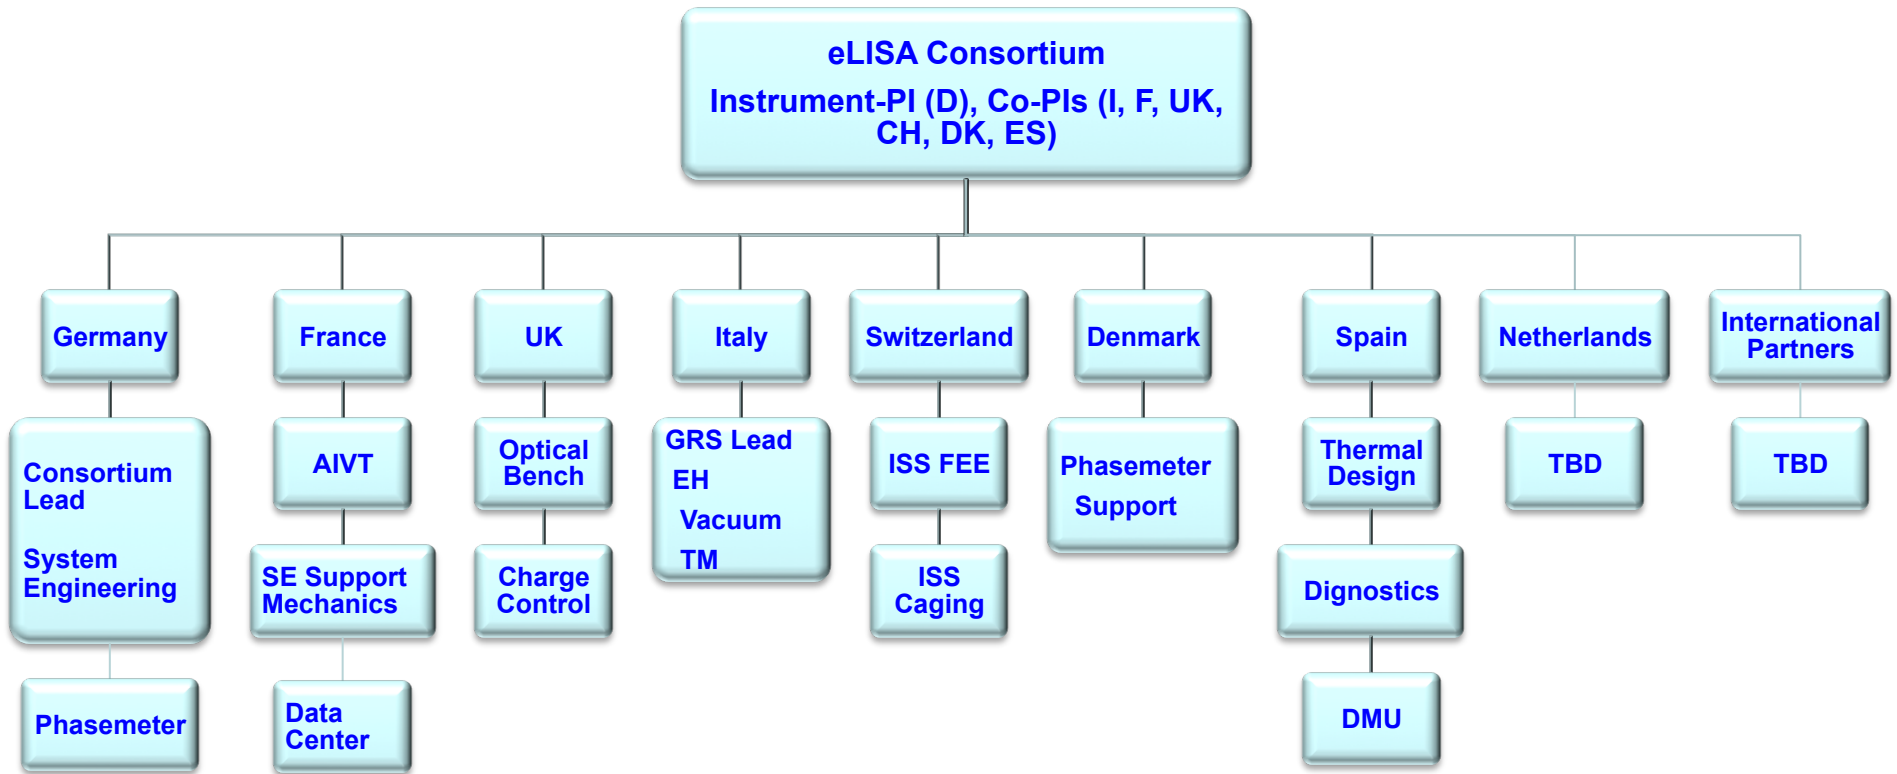 eLISA Consortium
Instrument-PI (D), Co-PIs (I, F, UK,
CH, DK, ES)
Germany
France
UK
Italy
Switzerland
Denmark
Spain
Netherlands
International
Partners
Consortium
Lead
System
Engineering
AIVT
Optical
Bench
GRS Lead
EH
Vacuum
TM
ISS FEE
Phasemeter
Support
Thermal
Design
TBD
TBD
SE Support
Mechanics
Charge
Control
ISS
Caging
Dignostics
Phasemeter
Data
Center
DMU